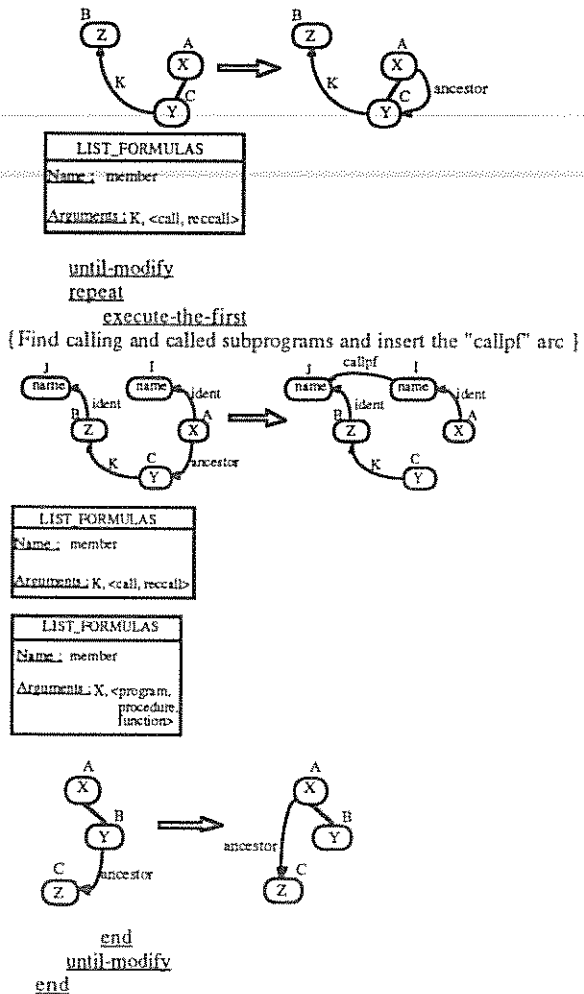 B
Z
A
X
K
C
Y
B
Z
A
X
K
C
Y
ancestor
LIST_FORMULAS
Name : member
Arguments : K, <call, reccall>
until-modify
repeat
execute-the-first
{Find calling and called subprograms and insert the "callpf" arc }
J
name
I
name
ident
ident
B
Z
A
X
C
K
Y
ancestor
J
name
callpf
I
name
ident
ident
B
Z
A
X
K
C
Y
LIST_FORMULAS
Name : member
Arguments : K, <call, reccall>
LIST_FORMULAS
Name : member
Arguments : X, <program,
procedure,
function>
A
X
B
Y
C
ancestor
Z
A
X
B
Y
ancestor
C
Z
end
until-modify
end